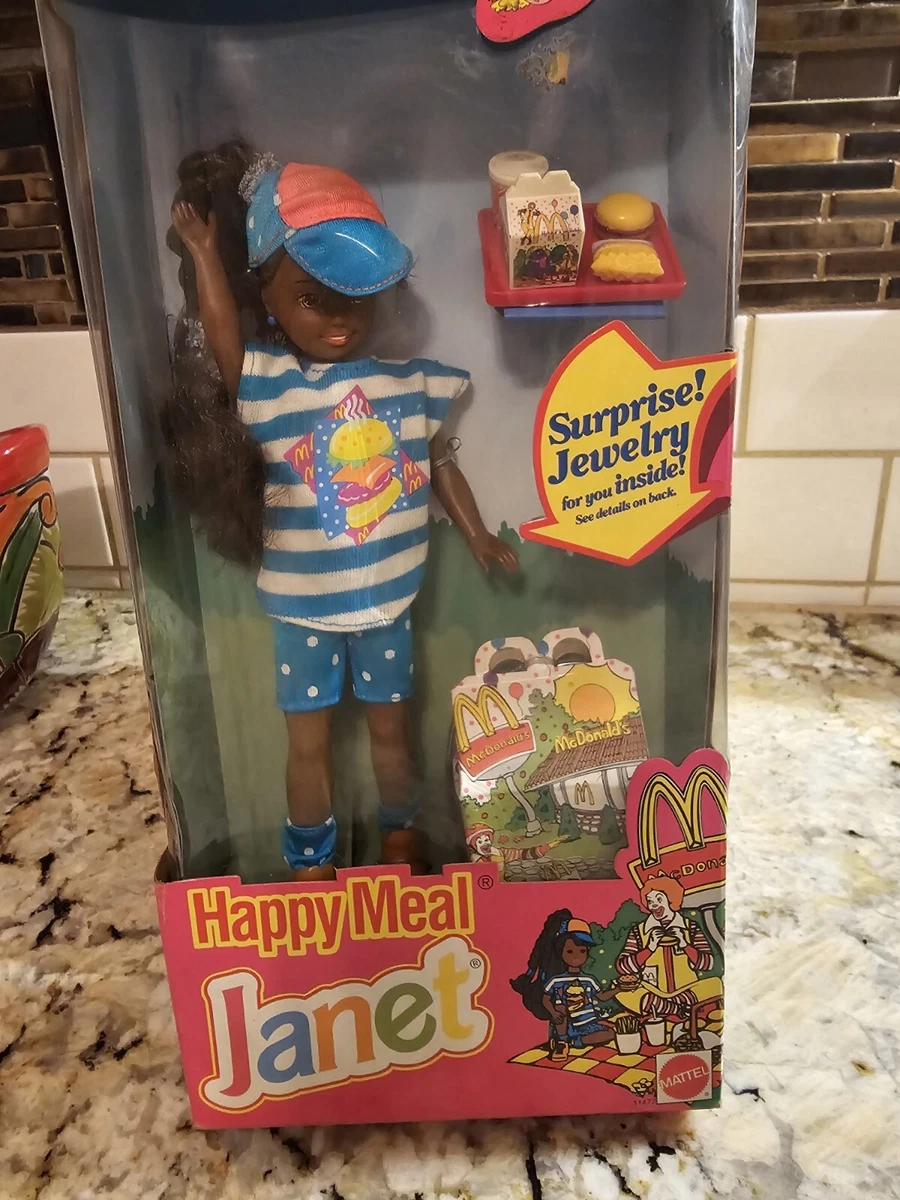 Surprise!
Jewelry
for you inside!
See details on back.
McDonald's
McDonald's
Happy Meal®
Janet®
MATTEL